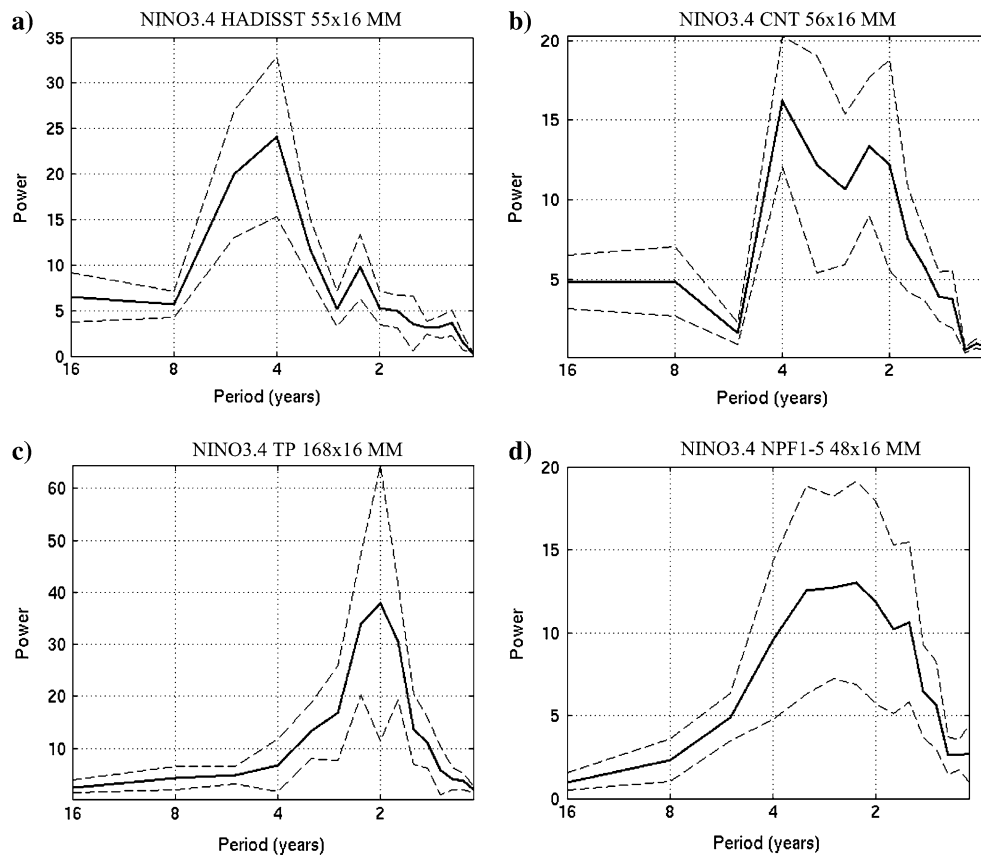 a)
NINO3.4 HADISST 55x16 MM
35
30
25
20
15
10
5
0
Power
16
8
4
2
Period (years)
b)
NINO3.4 CNT 56x16 MM
20
15
10
5
Power
16
8
4
2
Period (years)
c)
NINO3.4 TP 168x16 MM
60
50
40
30
20
10
Power
16
8
4
2
Period (years)
d)
NINO3.4 NPF1-5 48x16 MM
20
15
10
5
0
Power
16
8
4
2
Period (years)